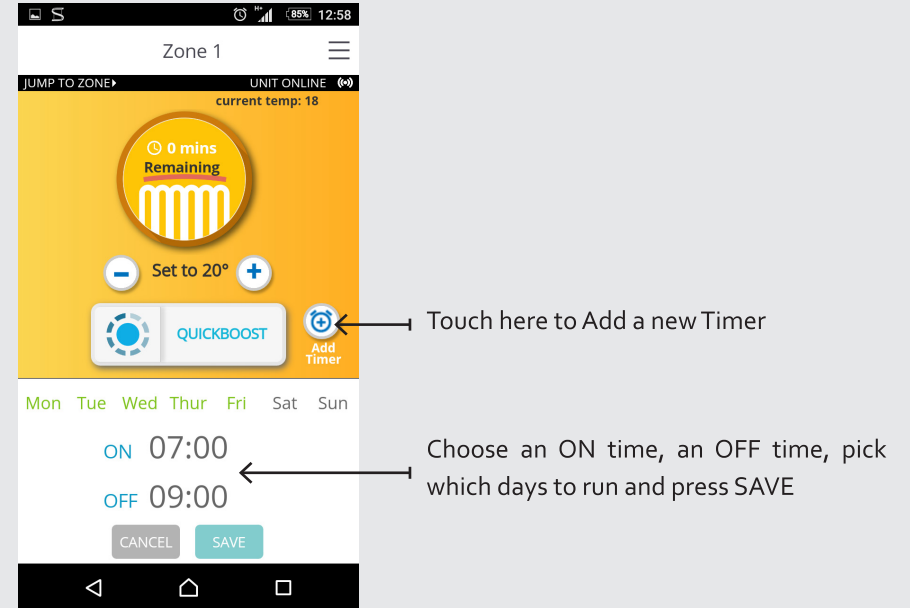 H+ 85% 12:58
Zone 1
JUMP TO ZONE UNIT ONLINE
current temp: 18
0 mins
Remaining
Set to 20°
QUICKBOOST
Add
Timer
Touch here to Add a new Timer
Mon Tue Wed Thur Fri Sat Sun
ON 07:00
OFF 09:00
Choose an ON time, an OFF time, pick
which days to run and press SAVE
CANCEL SAVE